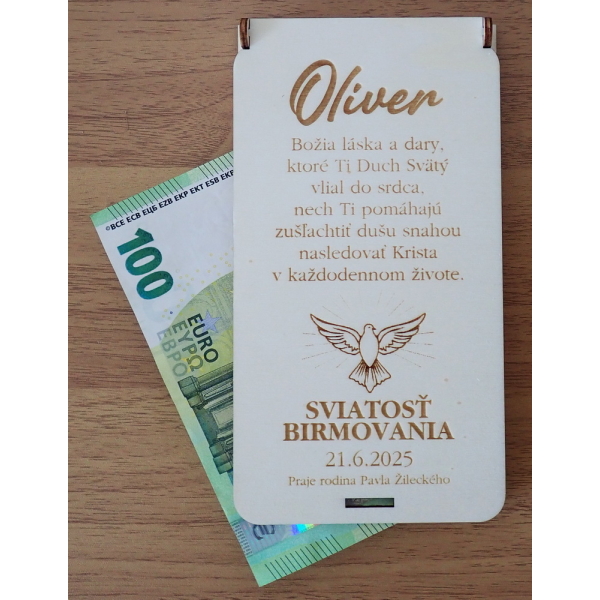 Oliver
Božia láska a dary,
ktoré Ti Duch Svätý
vlial do srdca,
nech Ti pomáhajú
zušľachtiť dušu snahou
nasledovať Krista
v každodennom živote.
SVIATOSŤ
BIRMOVANIA
21.6.2025
Praje rodina Pavla Žileckého
©BCE ECB ЕЦБ EZB EKP EKT ESB EKP
100
EURO
ΕΥΡΩ
ЕВРО